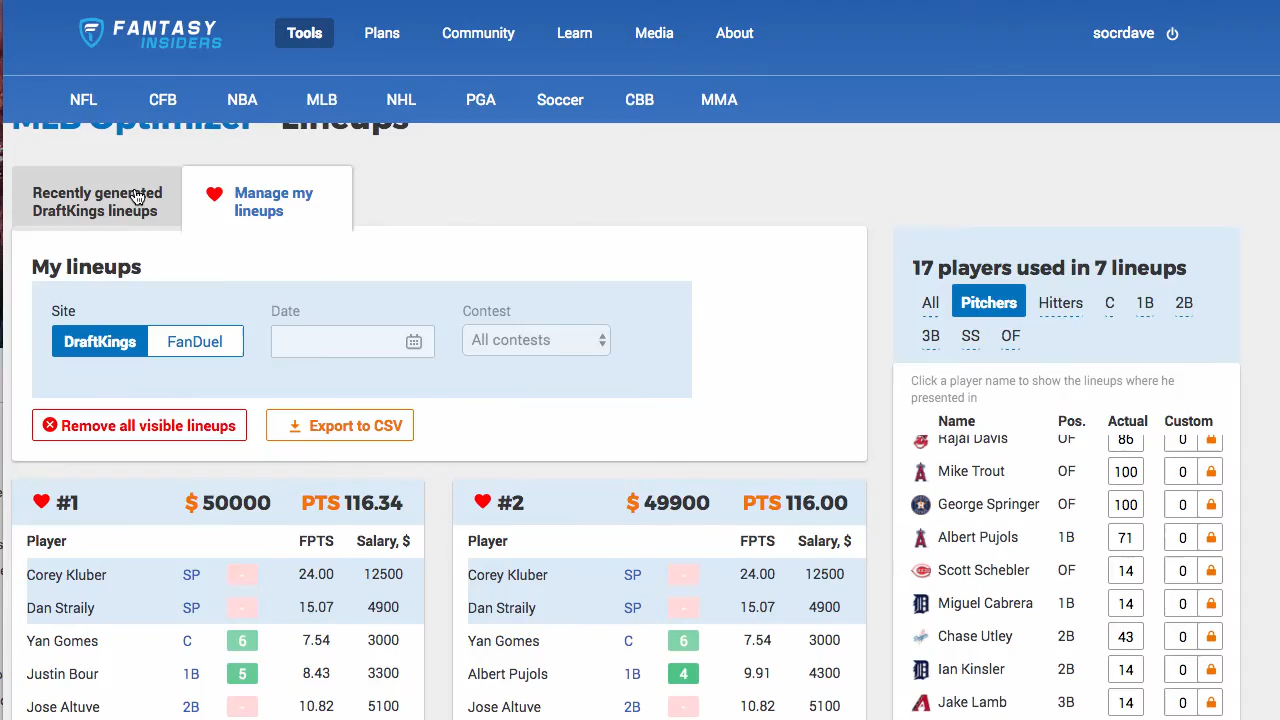 FANTASY INSIDERS
Tools Plans Community Learn Media About socrdave
NFL CFB NBA MLB NHL PGA Soccer CBB MMA
MLB Optimizer Lineups
Recently generated DraftKings lineups
Manage my lineups
My lineups
Site Date Contest
DraftKings FanDuel All contests
Remove all visible lineups Export to CSV
#1 $ 50000 PTS 116.34
Player FPTS Salary, $
Corey Kluber SP - 24.00 12500
Dan Straily SP - 15.07 4900
Yan Gomes C 6 7.54 3000
Justin Bour 1B 5 8.43 3300
Jose Altuve 2B - 10.82 5100
#2 $ 49900 PTS 116.00
Player FPTS Salary, $
Corey Kluber SP - 24.00 12500
Dan Straily SP - 15.07 4900
Yan Gomes C 6 7.54 3000
Albert Pujols 1B 4 9.91 4300
Jose Altuve 2B - 10.82 5100
17 players used in 7 lineups
All Pitchers Hitters C 1B 2B
3B SS OF
Click a player name to show the lineups where he
presented in
Name Pos. Actual Custom
Rajai Davis OF 86 0
Mike Trout OF 100 0
George Springer OF 100 0
Albert Pujols 1B 71 0
Scott Schebler OF 14 0
Miguel Cabrera 1B 14 0
Chase Utley 2B 43 0
Ian Kinsler 2B 14 0
Jake Lamb 3B 14 0